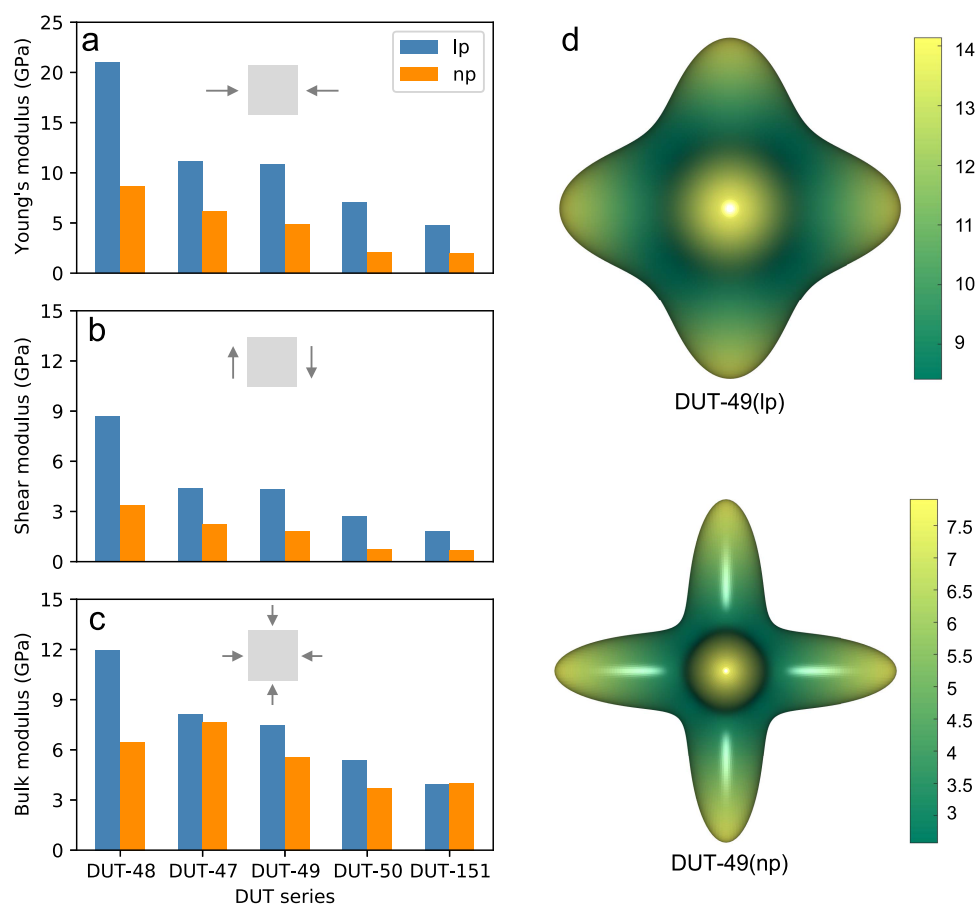 a
Young's modulus (GPa)
25
20
15
10
5
0
lp
np
b
Shear modulus (GPa)
15
12
9
6
3
0
c
Bulk modulus (GPa)
15
12
9
6
3
0
DUT-48 DUT-47 DUT-49 DUT-50 DUT-151
DUT series
d
14
13
12
11
10
9
DUT-49(lp)
7.5
7
6.5
6
5.5
5
4.5
4
3.5
3
DUT-49(np)